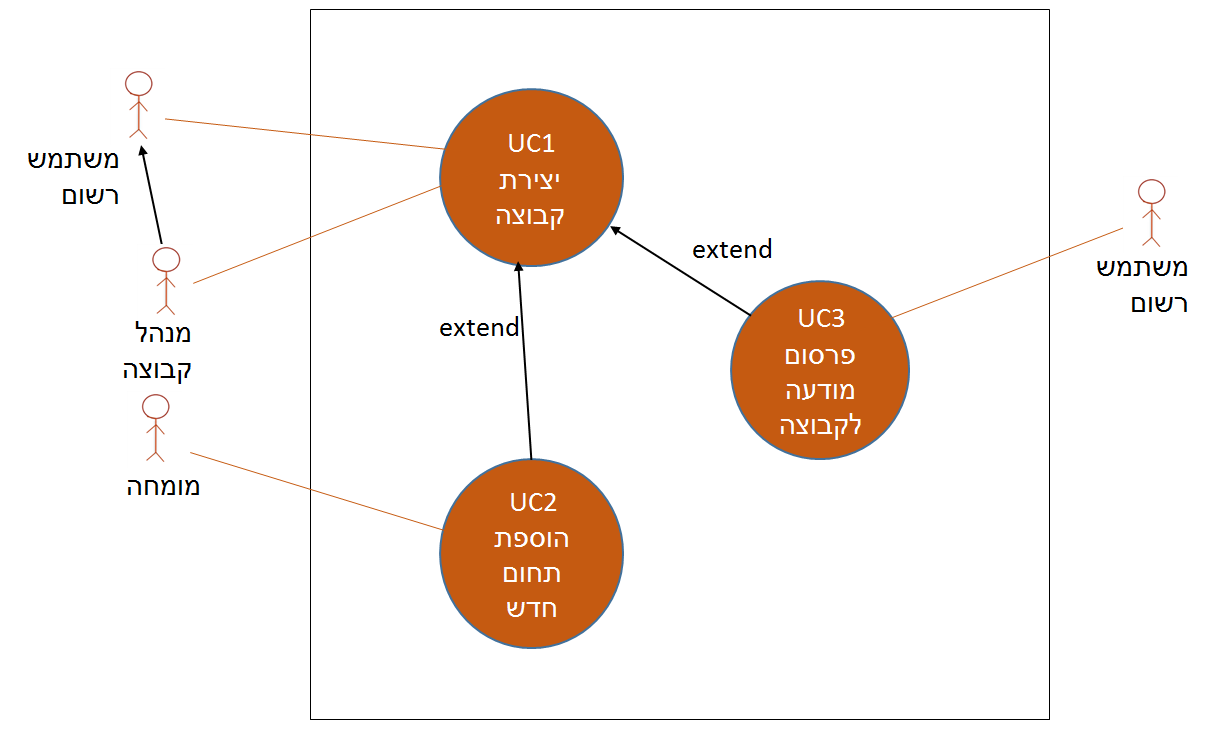 משתמש
רשום
מנהל
קבוצה
מומחה
UC1
יצירת
קבוצה
extend
extend
UC2
הוספת
תחום
חדש
UC3
פרסום
מודעה
לקבוצה
משתמש
רשום